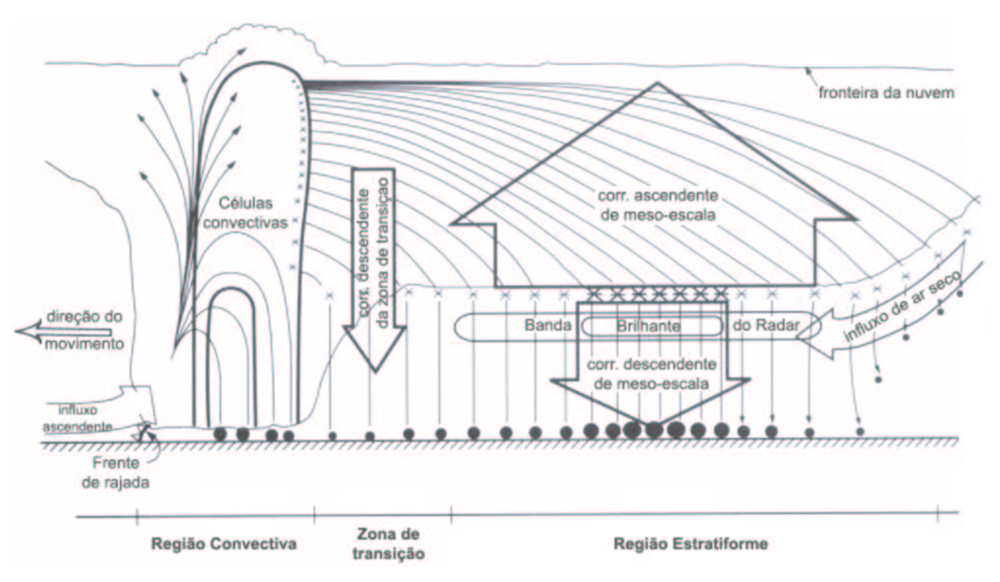 fronteira da nuvem
Células
convectivas
corr. descendente
da zona de transiçao
corr. ascendente
de meso-escala
direção do
movimento
Banda Brilhante do Radar
influxo de ar seco
corr. descendente
de meso-escala
influxo
ascendente
Frente
de rajada
Região Convectiva
Zona de
transição
Região Estratiforme